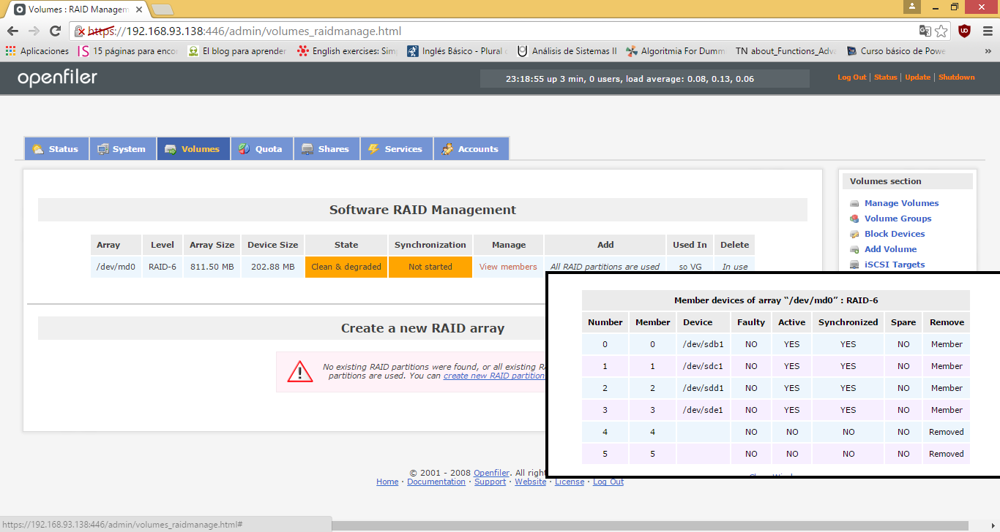 Volumes : RAID Managem
https://192.168.93.138:446/admin/volumes_raidmanage.html
Aplicaciones 15 páginas para enco El blog para aprender English exercises: Sim Inglés Básico - Plural Análisis de Sistemas II Algoritmia For Dumm TN about_Functions_Adva Curso básico de Powe »
openfiler
23:18:55 up 3 min, 0 users, load average: 0.08, 0.13, 0.06
Log Out | Status | Update | Shutdown
Status System Volumes Quota Shares Services Accounts
Software RAID Management
Array Level Array Size Device Size State Synchronization Manage Add Used In Delete
/dev/md0 RAID-6 811.50 MB 202.88 MB Clean & degraded Not started View members All RAID partitions are used so VG In use
Create a new RAID array
No existing RAID partitions were found, or all existing R
partitions are used. You can create new RAID partition
Volumes section
Manage Volumes
Volume Groups
Block Devices
Add Volume
iSCSI Targets
Member devices of array “/dev/md0” : RAID-6
Number Member Device Faulty Active Synchronized Spare Remove
0 0 /dev/sdb1 NO YES YES NO Member
1 1 /dev/sdc1 NO YES YES NO Member
2 2 /dev/sdd1 NO YES YES NO Member
3 3 /dev/sde1 NO YES YES NO Member
4 4 NO NO NO NO Removed
5 5 NO NO NO NO Removed
© 2001 - 2008 Openfiler. All righ
Home · Documentation · Support · Website · License · Log Out
https://192.168.93.138:446/admin/volumes_raidmanage.html#